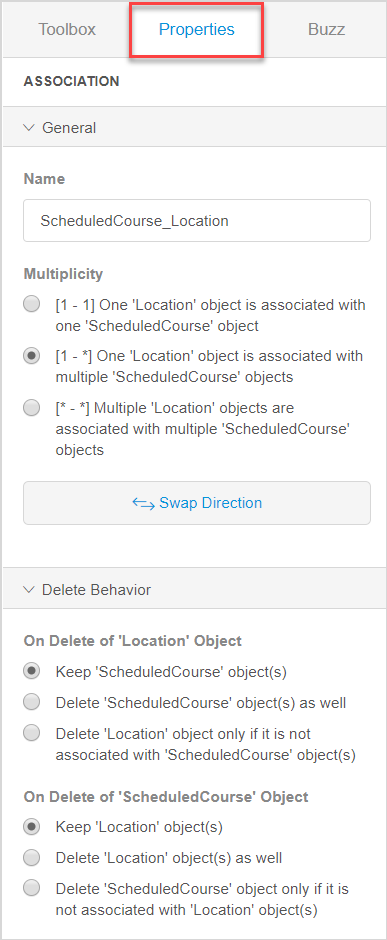 Toolbox Properties Buzz
ASSOCIATION
General
Name
ScheduledCourse_Location
Multiplicity
[1 - 1] One 'Location' object is associated with
one 'ScheduledCourse' object
[1 - *] One 'Location' object is associated with
multiple 'ScheduledCourse' objects
[* - *] Multiple 'Location' objects are
associated with multiple 'ScheduledCourse'
objects
Swap Direction
Delete Behavior
On Delete of 'Location' Object
Keep 'ScheduledCourse' object(s)
Delete 'ScheduledCourse' object(s) as well
Delete 'Location' object only if it is not
associated with 'ScheduledCourse' object(s)
On Delete of 'ScheduledCourse' Object
Keep 'Location' object(s)
Delete 'Location' object(s) as well
Delete 'ScheduledCourse' object only if it is
not associated with 'Location' object(s)